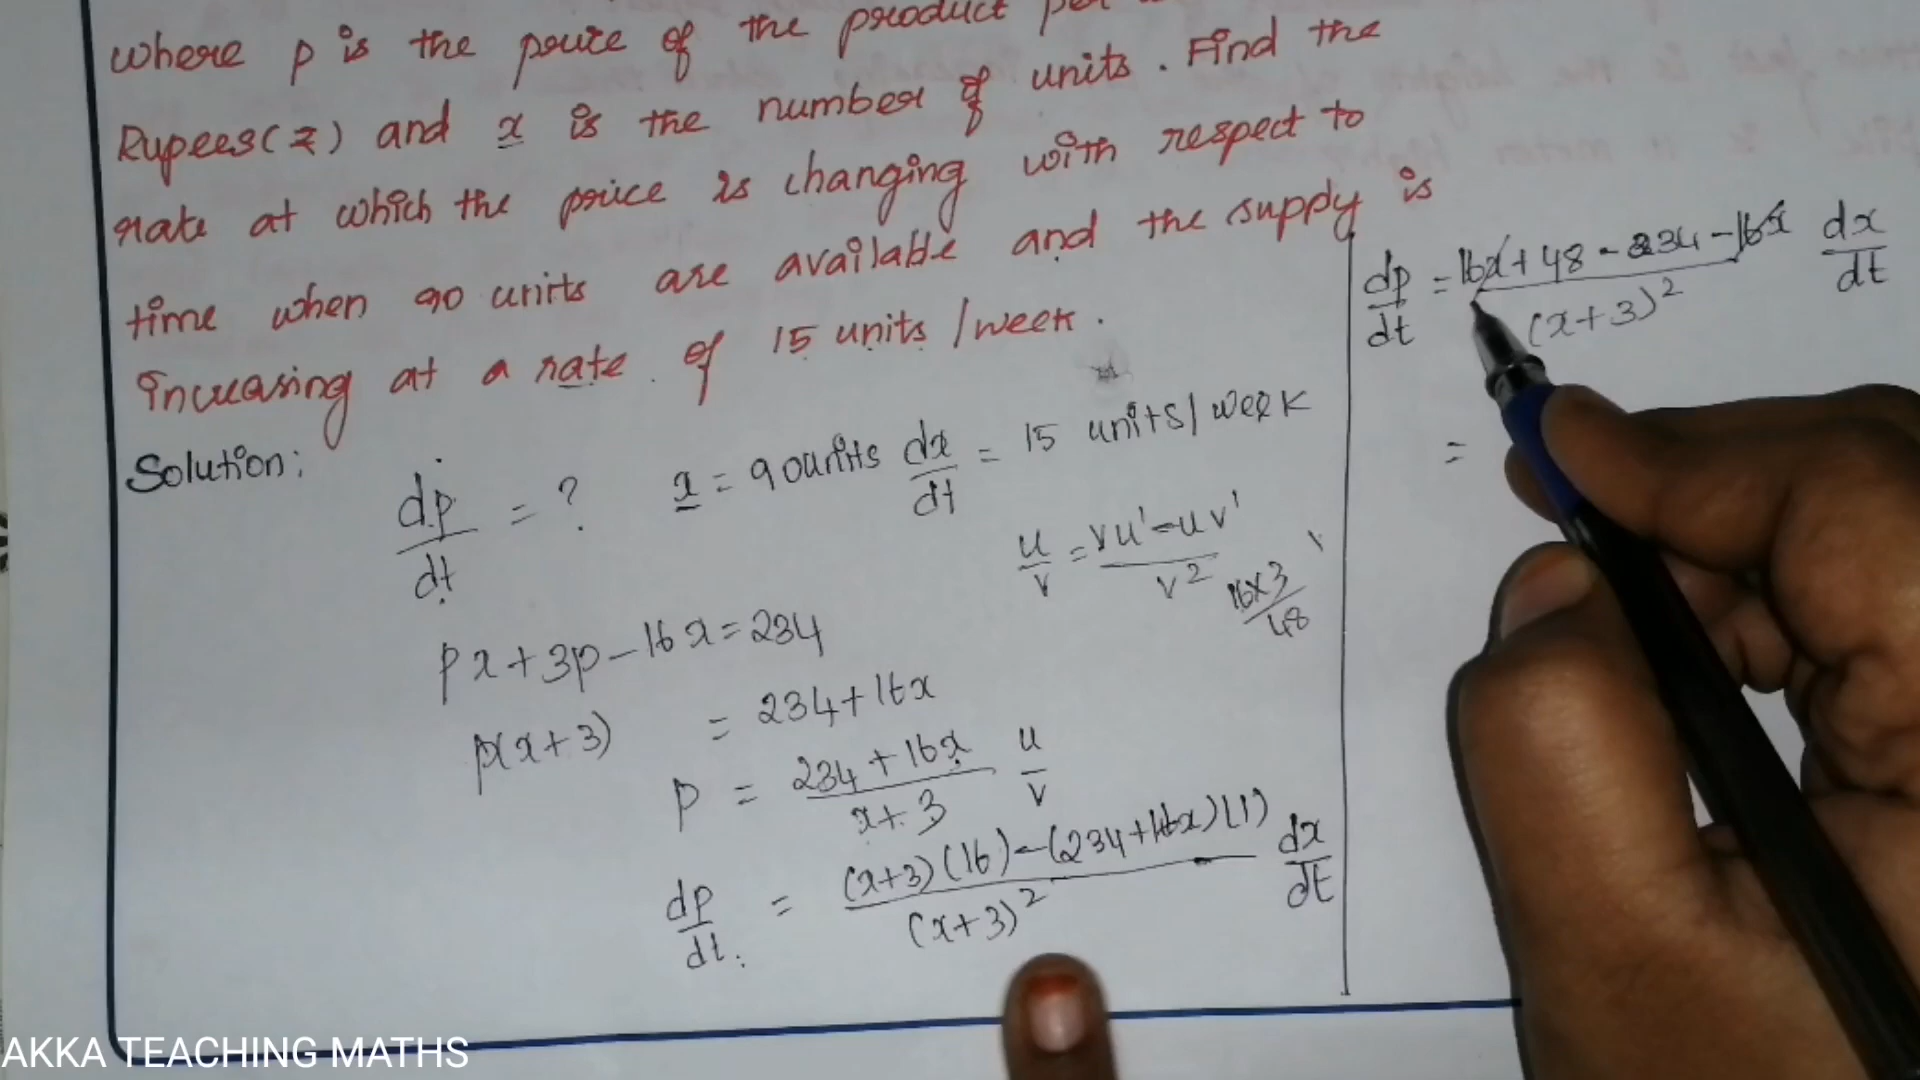 where p is the price of the product per
Rupees(₹) and x is the number of units. Find the
rate at which the price is changing with respect to
time when 90 units are available and the supply is
increasing at a rate of 15 units/week.
Solution:
dp/dt = ? x = 90units dx/dt = 15 units/week
u/v = vu'-uv'/v²
16×3/48
px+3p-16x=234
p(x+3) = 234+16x
p = 234+16x/x+3 u/v
dp/dt = (x+3)(16)-(234+16x)(1)/(x+3)² dx/dt
dp/dt = 16x+48-234-16x/(x+3)² dx/dt
=
AKKA TEACHING MATHS